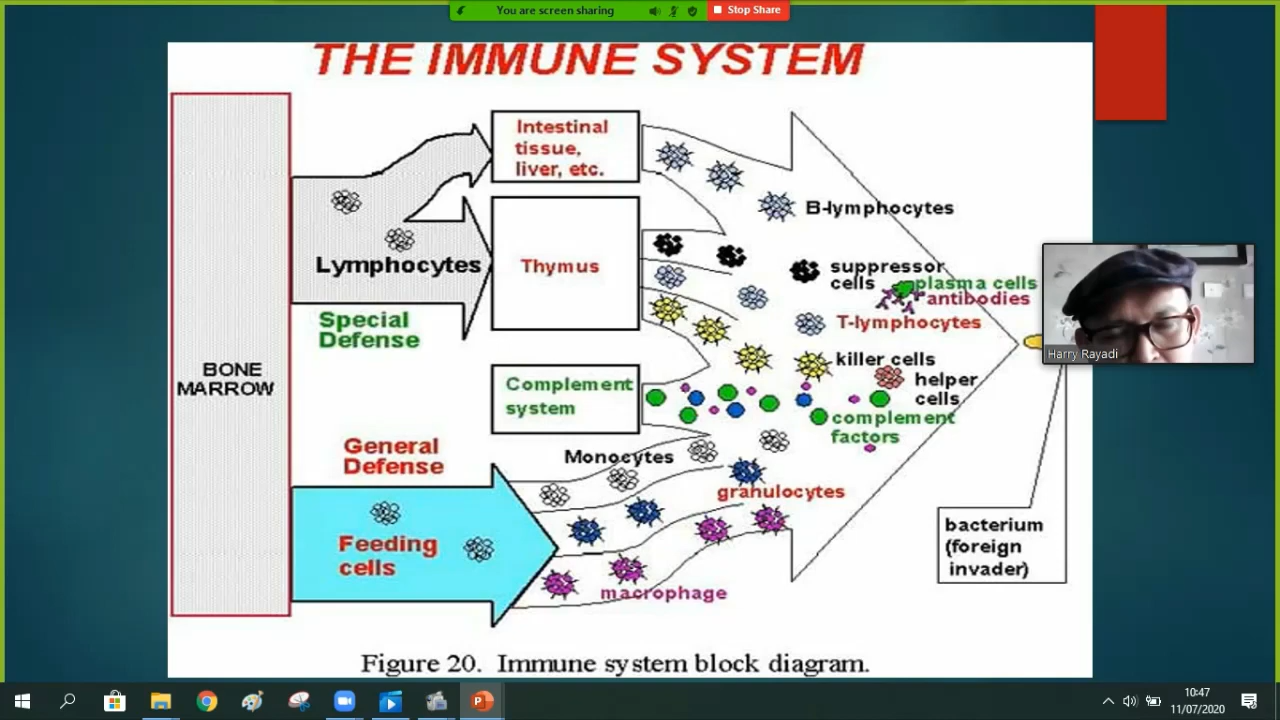 You are screen sharing
Stop Share
THE IMMUNE SYSTEM
Intestinal
tissue,
liver, etc.
B-lymphocytes
Lymphocytes
Thymus
suppressor
cells
plasma cells
antibodies
T-lymphocytes
Special
Defense
killer cells
helper
cells
BONE
MARROW
Complement
system
complement
factors
General
Defense
Monocytes
granulocytes
Feeding
cells
macrophage
bacterium
(foreign
invader)
Harry Rayadi
Figure 20. Immune system block diagram.
10:47
11/07/2020